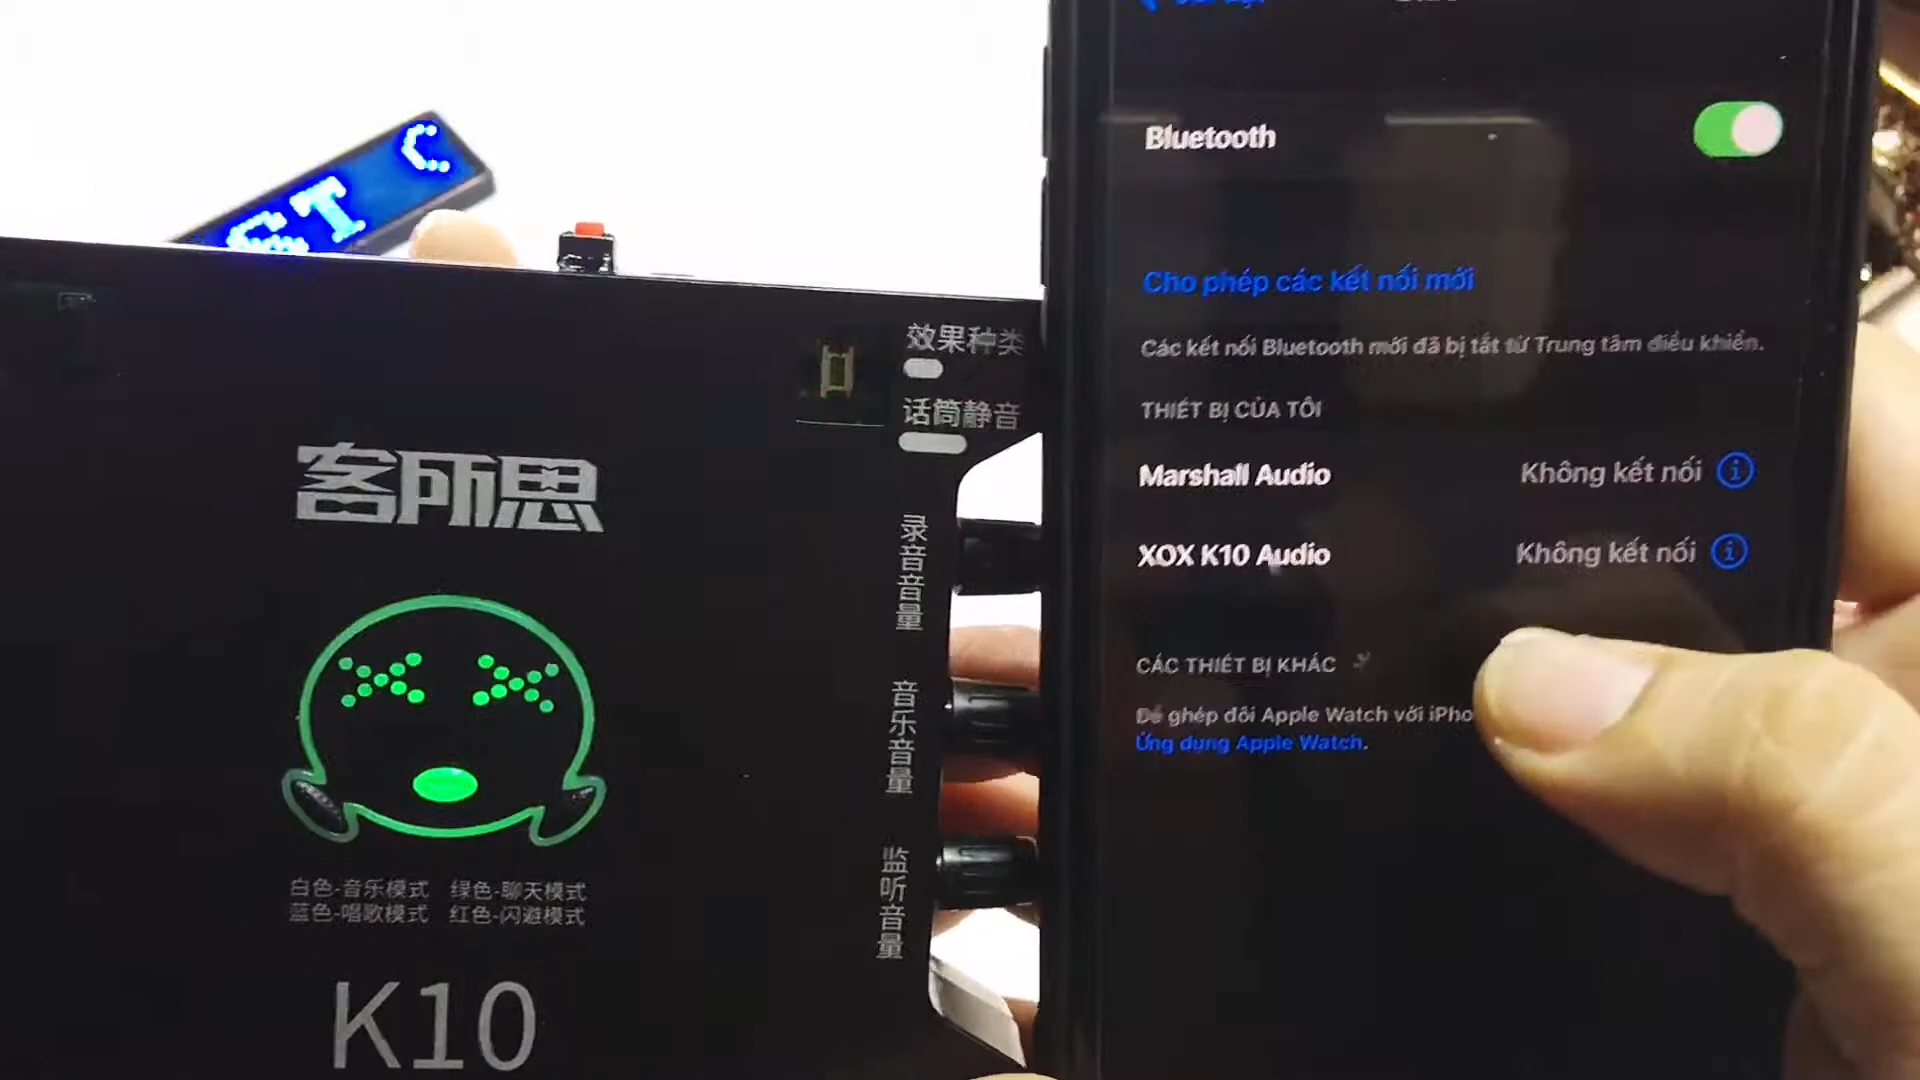 C
T
效果种类
话筒静音
客所思
录音音量
音乐音量
监听音量
白色-音乐模式 绿色-聊天模式
蓝色-唱歌模式 红色-闪避模式
K10
Bluetooth
Cho phép các kết nối mới
Các kết nối Bluetooth mới đã bị tắt từ Trung tâm điều khiển.
THIẾT BỊ CỦA TÔI
Marshall Audio Không kết nối
XOX K10 Audio Không kết nối
CÁC THIẾT BỊ KHÁC
Để ghép đôi Apple Watch với
Ứng dụng Apple Watch.